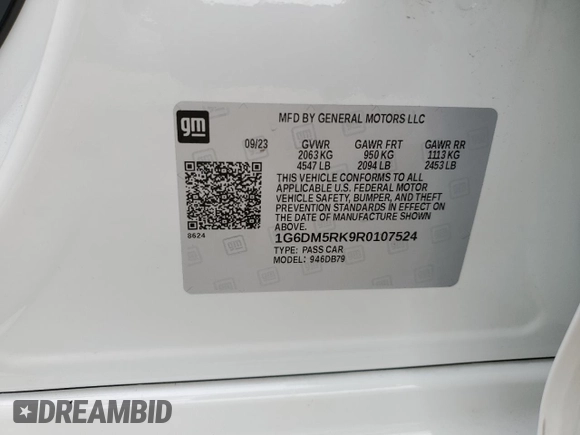 gm
MFD BY GENERAL MOTORS LLC
09/23 GVWR GAWR FRT GAWR RR
2063 KG 950 KG 1113 KG
4547 LB 2094 LB 2453 LB
THIS VEHICLE CONFORMS TO ALL
APPLICABLE U.S. FEDERAL MOTOR
VEHICLE SAFETY, BUMPER, AND THEFT
PREVENTION STANDARDS IN EFFECT ON
THE DATE OF MANUFACTURE SHOWN
ABOVE.
8624
1G6DM5RK9R0107524
TYPE: PASS CAR
MODEL: 946DB79
DREAMBID